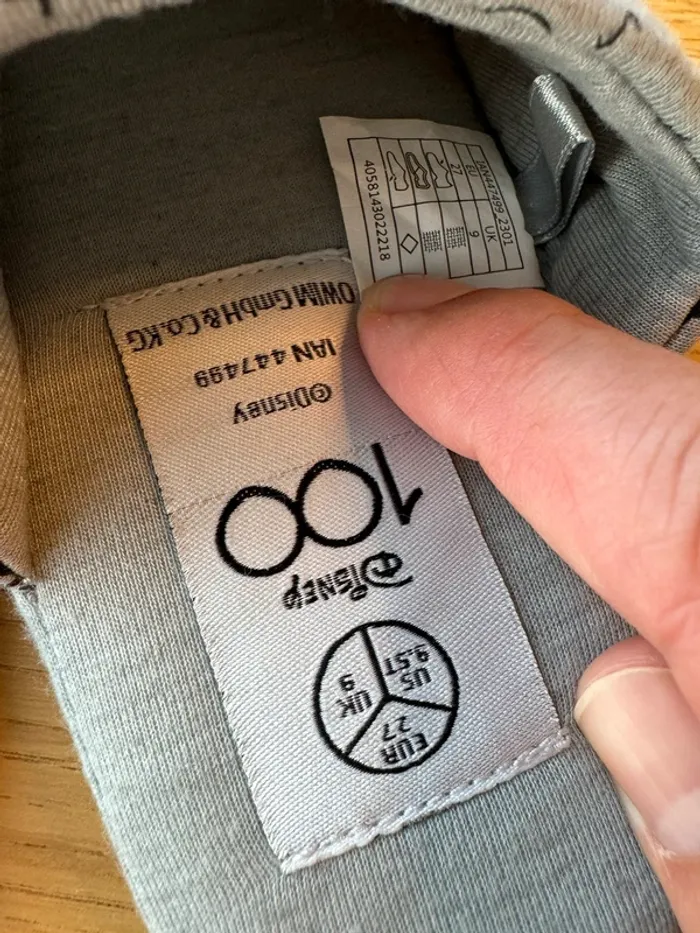 OWIM GmbH & Co.KG
IAN 447499
©Disney
100
Disney
UK
9
US
9.5T
EUR
27
IAN447499 2301
EU
UK
27
9
4058143022218